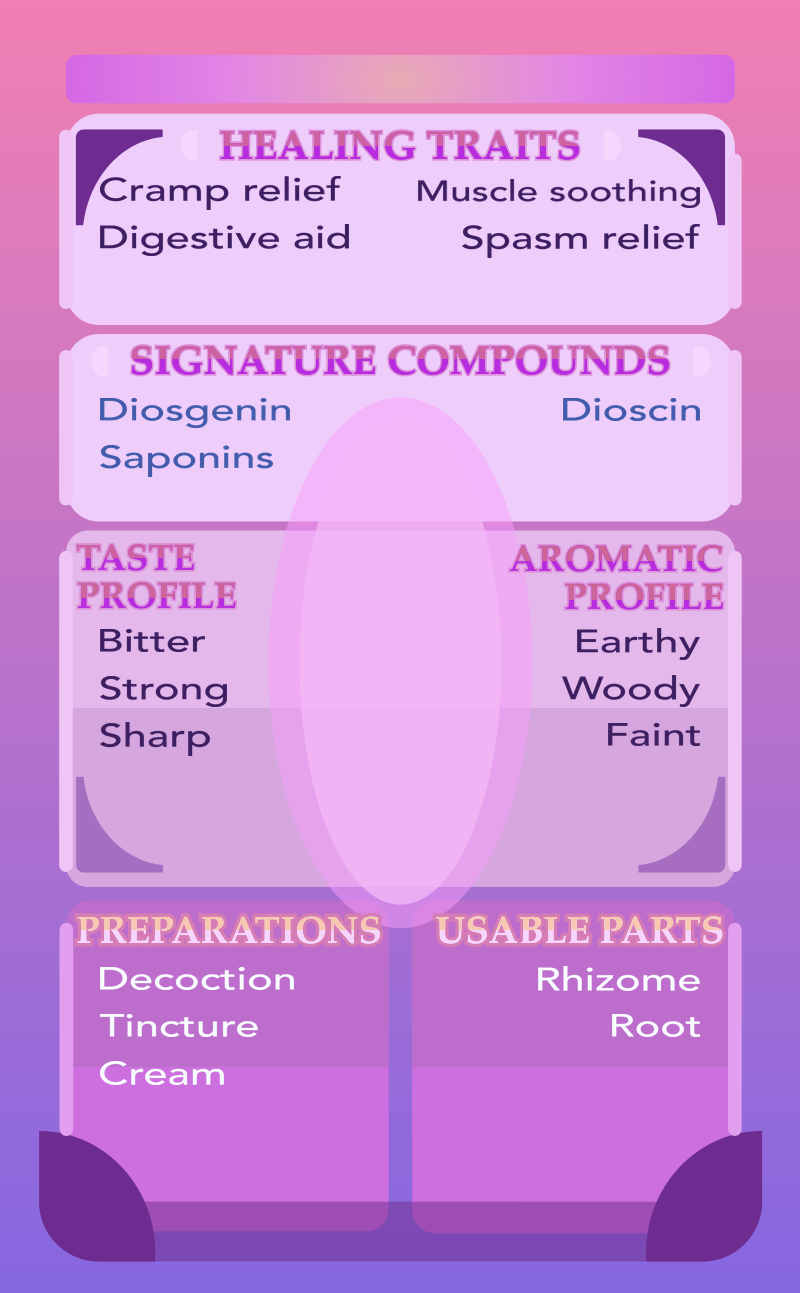 HEALING TRAITS
Cramp relief Muscle soothing
Digestive aid Spasm relief
SIGNATURE COMPOUNDS
Diosgenin Dioscin
Saponins
TASTE
PROFILE
Bitter
Strong
Sharp
AROMATIC
PROFILE
Earthy
Woody
Faint
PREPARATIONS
Decoction
Tincture
Cream
USABLE PARTS
Rhizome
Root